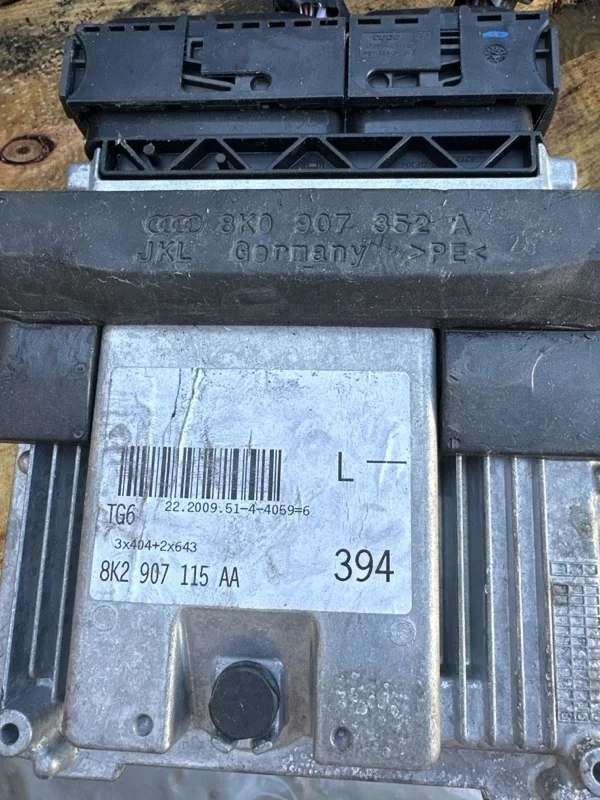 8K0 907 352 A
JKL Germany >PE<
L
22.2009.51-4-4059=6
TG6
3x404+2x643
8K2 907 115 AA
394